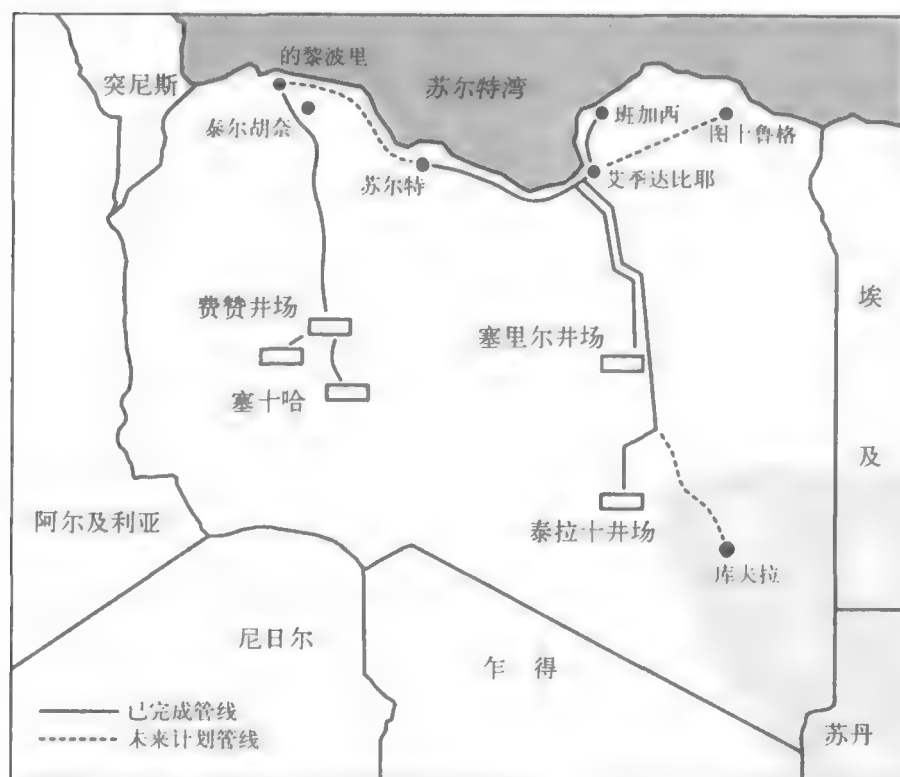 的黎波里
突尼斯
苏尔特湾
泰尔胡奈
班加西
图卜鲁格
苏尔特
艾季达比耶
费赞井场
塞里尔井场
埃
塞卜哈
及
阿尔及利亚
泰拉卜井场
库夫拉
尼日尔
乍得
已完成管线
未来计划管线
苏丹